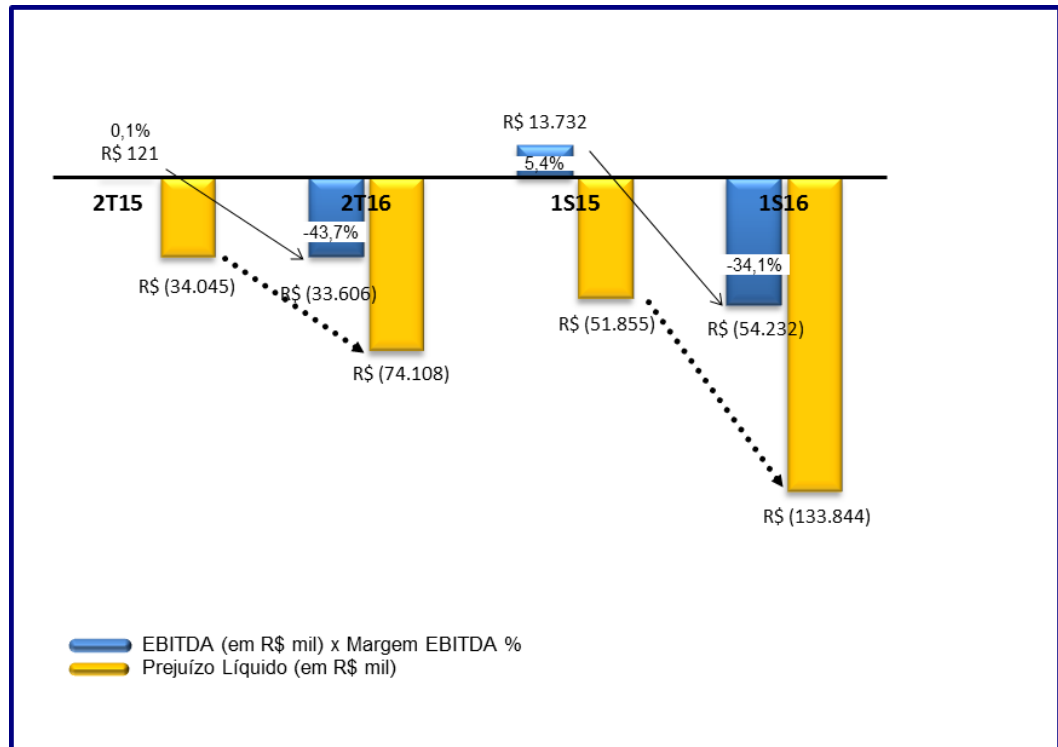 0,1%
R$ 121
R$ 13.732
5,4%
2T15
2T16
1S15
1S16
-43,7%
-34,1%
R$ (34.045)
R$ (33.606)
R$ (51.855)
R$ (54.232)
R$ (74.108)
R$ (133.844)
EBITDA (em R$ mil) x Margem EBITDA %
Prejuízo Líquido (em R$ mil)